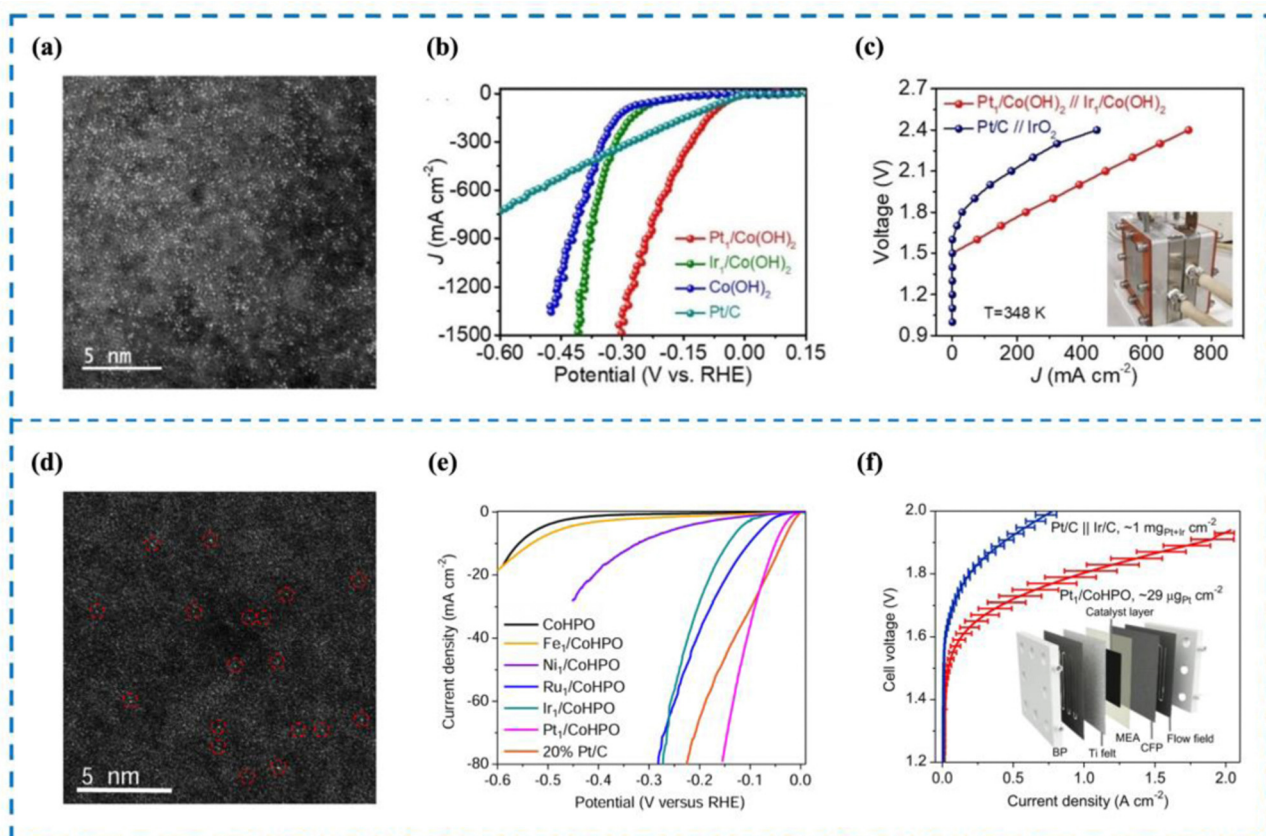 (a)
5 nm
(b)
0
-300
-600
-900
-1200
-1500
J (mA cm⁻²)
Pt₁/Co(OH)₂
Ir₁/Co(OH)₂
Co(OH)₂
Pt/C
-0.60 -0.45 -0.30 -0.15 0.00 0.15
Potential (V vs. RHE)
(c)
2.7
2.4
2.1
1.8
1.5
1.2
0.9
Voltage (V)
Pt₁/Co(OH)₂ // Ir₁/Co(OH)₂
Pt/C // IrO₂
T=348 K
0 200 400 600 800
J (mA cm⁻²)
(d)
5 nm
(e)
0
-20
-40
-60
-80
Current density (mA cm⁻²)
CoHPO
Fe₁/CoHPO
Ni₁/CoHPO
Ru₁/CoHPO
Ir₁/CoHPO
Pt₁/CoHPO
20% Pt/C
-0.6 -0.5 -0.4 -0.3 -0.2 -0.1 0.0
Potential (V versus RHE)
(f)
2.0
1.8
1.6
1.4
1.2
Cell voltage (V)
Pt/C || Ir/C, ~1 mg_Pt+Ir cm⁻²
Pt₁/CoHPO, ~29 μg_Pt cm⁻²
Catalyst layer
BP
Ti felt
MEA
CFP
Flow field
0.0 0.5 1.0 1.5 2.0
Current density (A cm⁻²)